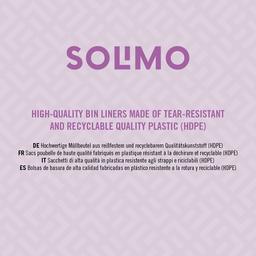 SOLIMO
HIGH-QUALITY BIN LINERS MADE OF TEAR-RESISTANT
AND RECYCLABLE QUALITY PLASTIC (HDPE)
DE Hochwertige Müllbeutel aus reißfestem und recyclebarem Qualitätskunststoff (HDPE)
FR Sacs poubelle de haute qualité fabriqués en plastique résistant à la déchirure et recyclable (HDPE)
IT Sacchetti di alta qualità in plastica resistente agli strappi e riciclabili (HDPE)
ES Bolsas de basura de alta calidad fabricadas en plástico resistente a la rotura y reciclable (HDPE)